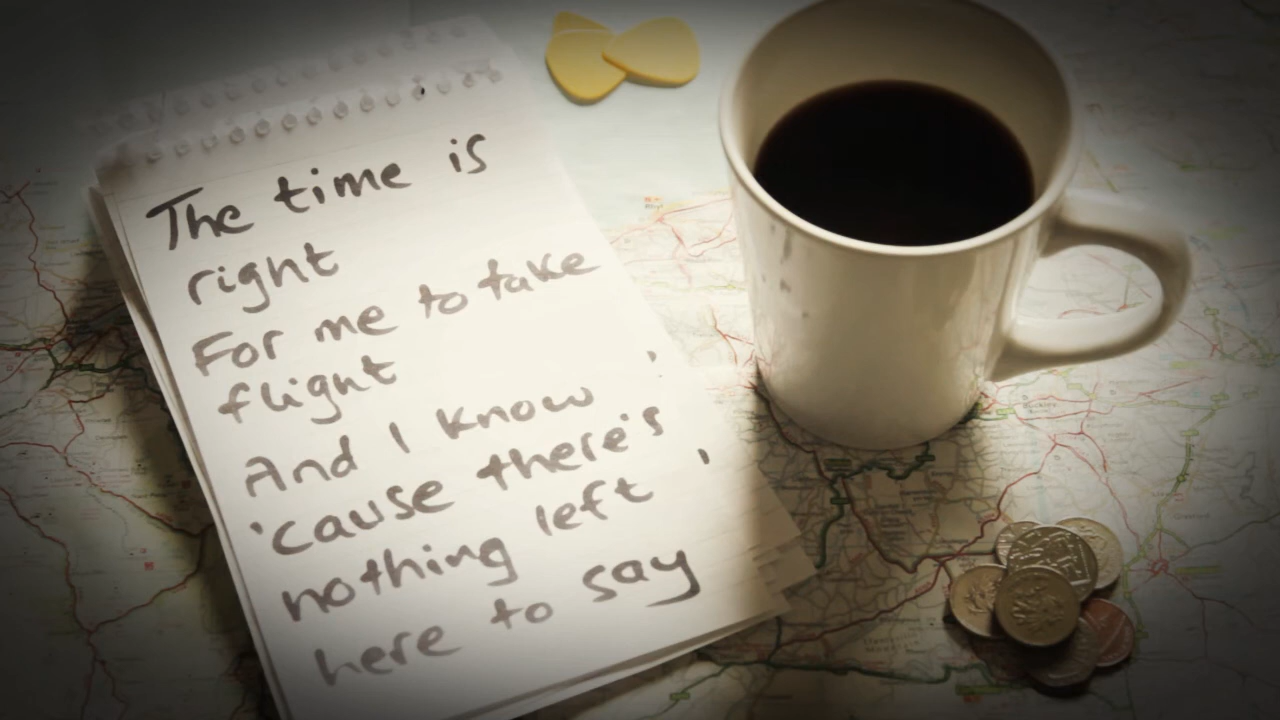 The time is
right
For me to take
flight
And I know
'cause there's
nothing left
here to say